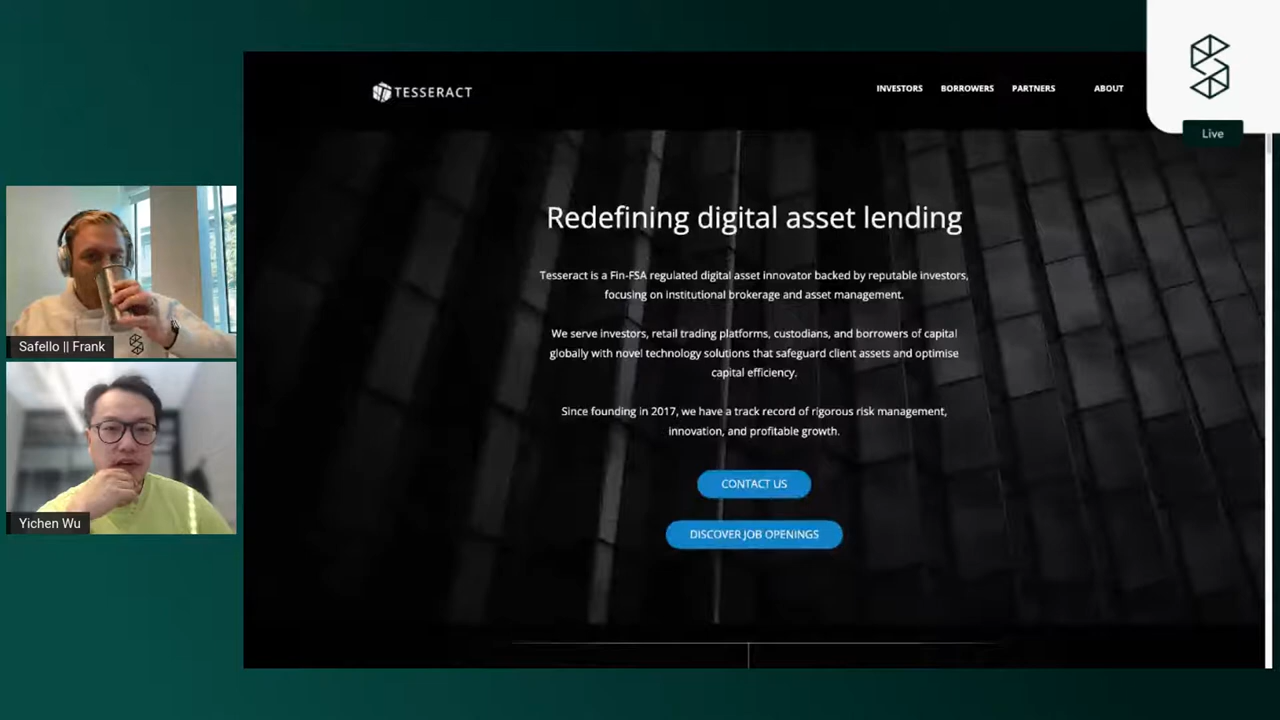 TESSERACT
INVESTORS BORROWERS PARTNERS ABOUT
Live
Redefining digital asset lending
Tesseract is a Fin-FSA regulated digital asset innovator backed by reputable investors,
focusing on institutional brokerage and asset management.
We serve investors, retail trading platforms, custodians, and borrowers of capital
globally with novel technology solutions that safeguard client assets and optimise
capital efficiency.
Since founding in 2017, we have a track record of rigorous risk management,
innovation, and profitable growth.
CONTACT US
DISCOVER JOB OPENINGS
Safello || Frank
Yichen Wu